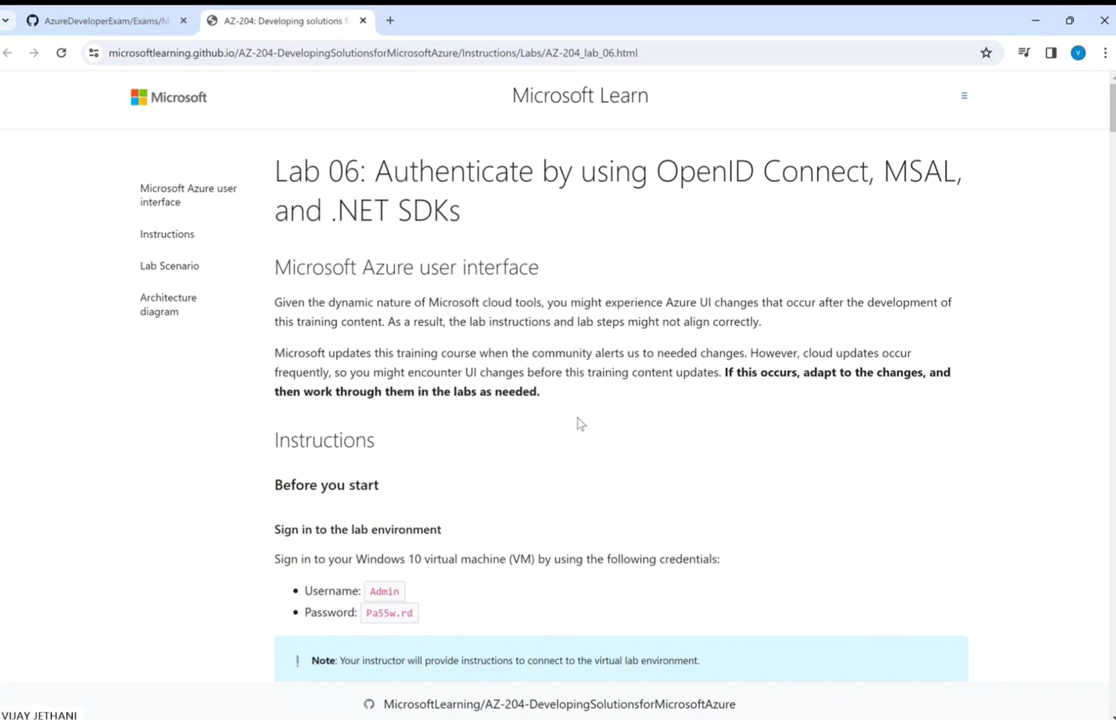 AzureDeveloperExam/Exams/M
AZ-204: Developing solutions f
microsoftlearning.github.io/AZ-204-DevelopingSolutionsforMicrosoftAzure/Instructions/Labs/AZ-204_lab_06.html
V
Microsoft
Microsoft Learn
Microsoft Azure user
interface
Instructions
Lab Scenario
Architecture
diagram
Lab 06: Authenticate by using OpenID Connect, MSAL,
and .NET SDKs
Microsoft Azure user interface
Given the dynamic nature of Microsoft cloud tools, you might experience Azure UI changes that occur after the development of
this training content. As a result, the lab instructions and lab steps might not align correctly.
Microsoft updates this training course when the community alerts us to needed changes. However, cloud updates occur
frequently, so you might encounter UI changes before this training content updates. If this occurs, adapt to the changes, and
then work through them in the labs as needed.
Instructions
Before you start
Sign in to the lab environment
Sign in to your Windows 10 virtual machine (VM) by using the following credentials:
• Username: Admin
• Password: Pa55w.rd
! Note: Your instructor will provide instructions to connect to the virtual lab environment.
MicrosoftLearning/AZ-204-DevelopingSolutionsforMicrosoftAzure
VIJAY JETHANI